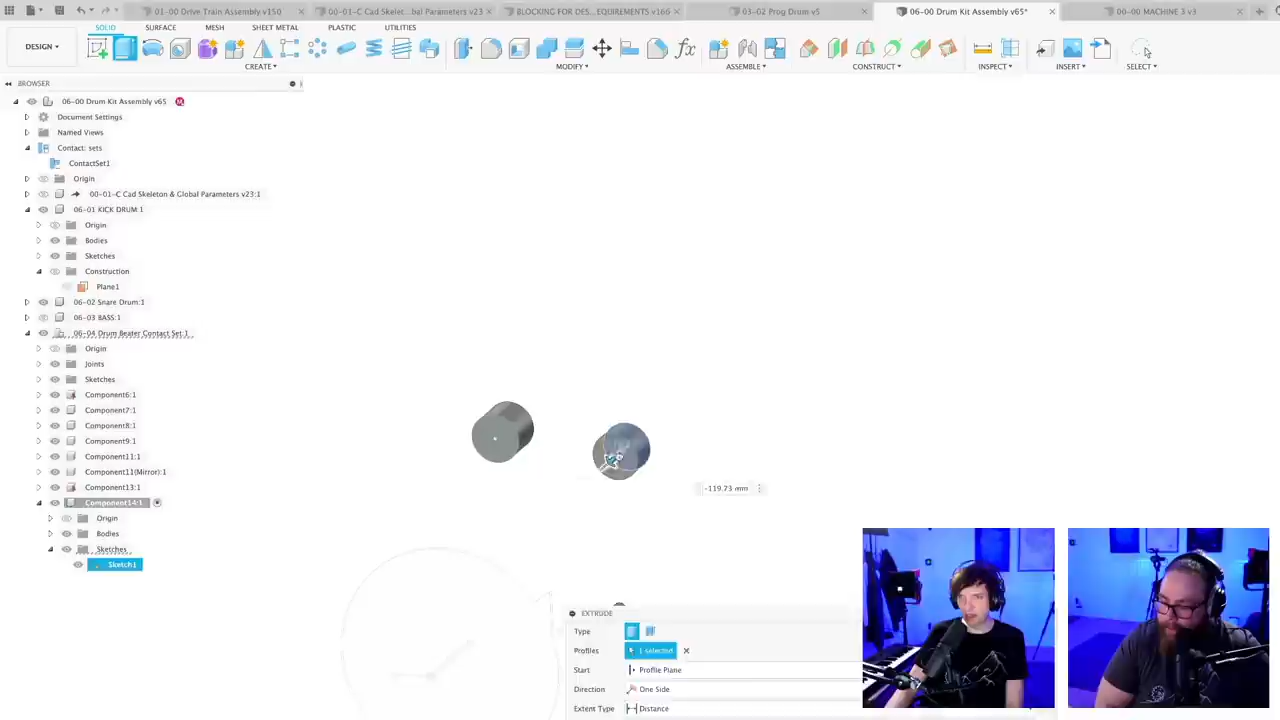 01-00 Drive Train Assembly v150
00-01-C Cad Skelet...bal Parameters v23
BLOCKING FOR DES...EQUIREMENTS v166
03-02 Prog Drum v5
06-00 Drum Kit Assembly v65*
00-00 MACHINE 3 v3
SOLID
SURFACE
MESH
SHEET METAL
PLASTIC
UTILITIES
DESIGN
CREATE
MODIFY
ASSEMBLE
CONSTRUCT
INSPECT
INSERT
SELECT
BROWSER
06-00 Drum Kit Assembly v65
Document Settings
Named Views
Contact: sets
ContactSet1
Origin
00-01-C Cad Skeleton & Global Parameters v23:1
06-01 KICK DRUM:1
Origin
Bodies
Sketches
Construction
Plane1
06-02 Snare Drum:1
06-03 BASS:1
06-04 Drum Beater Contact Set:1
Origin
Joints
Sketches
Component6:1
Component7:1
Component8:1
Component9:1
Component11:1
Component11(Mirror):1
Component13:1
Component14:1
Origin
Bodies
Sketches
Sketch1
-119.73 mm
EXTRUDE
Type
Profiles 1 selected
Start Profile Plane
Direction One Side
Extent Type Distance